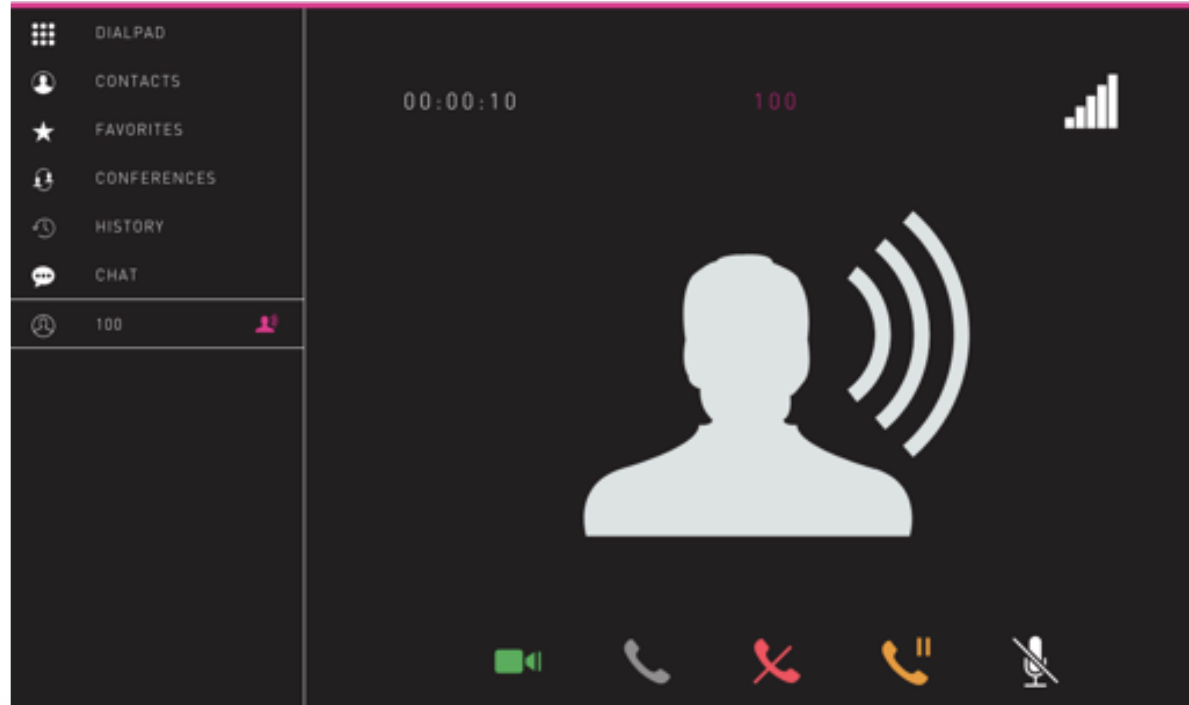 DIALPAD
CONTACTS
FAVORITES
CONFERENCES
HISTORY
CHAT
100
00:00:10
100